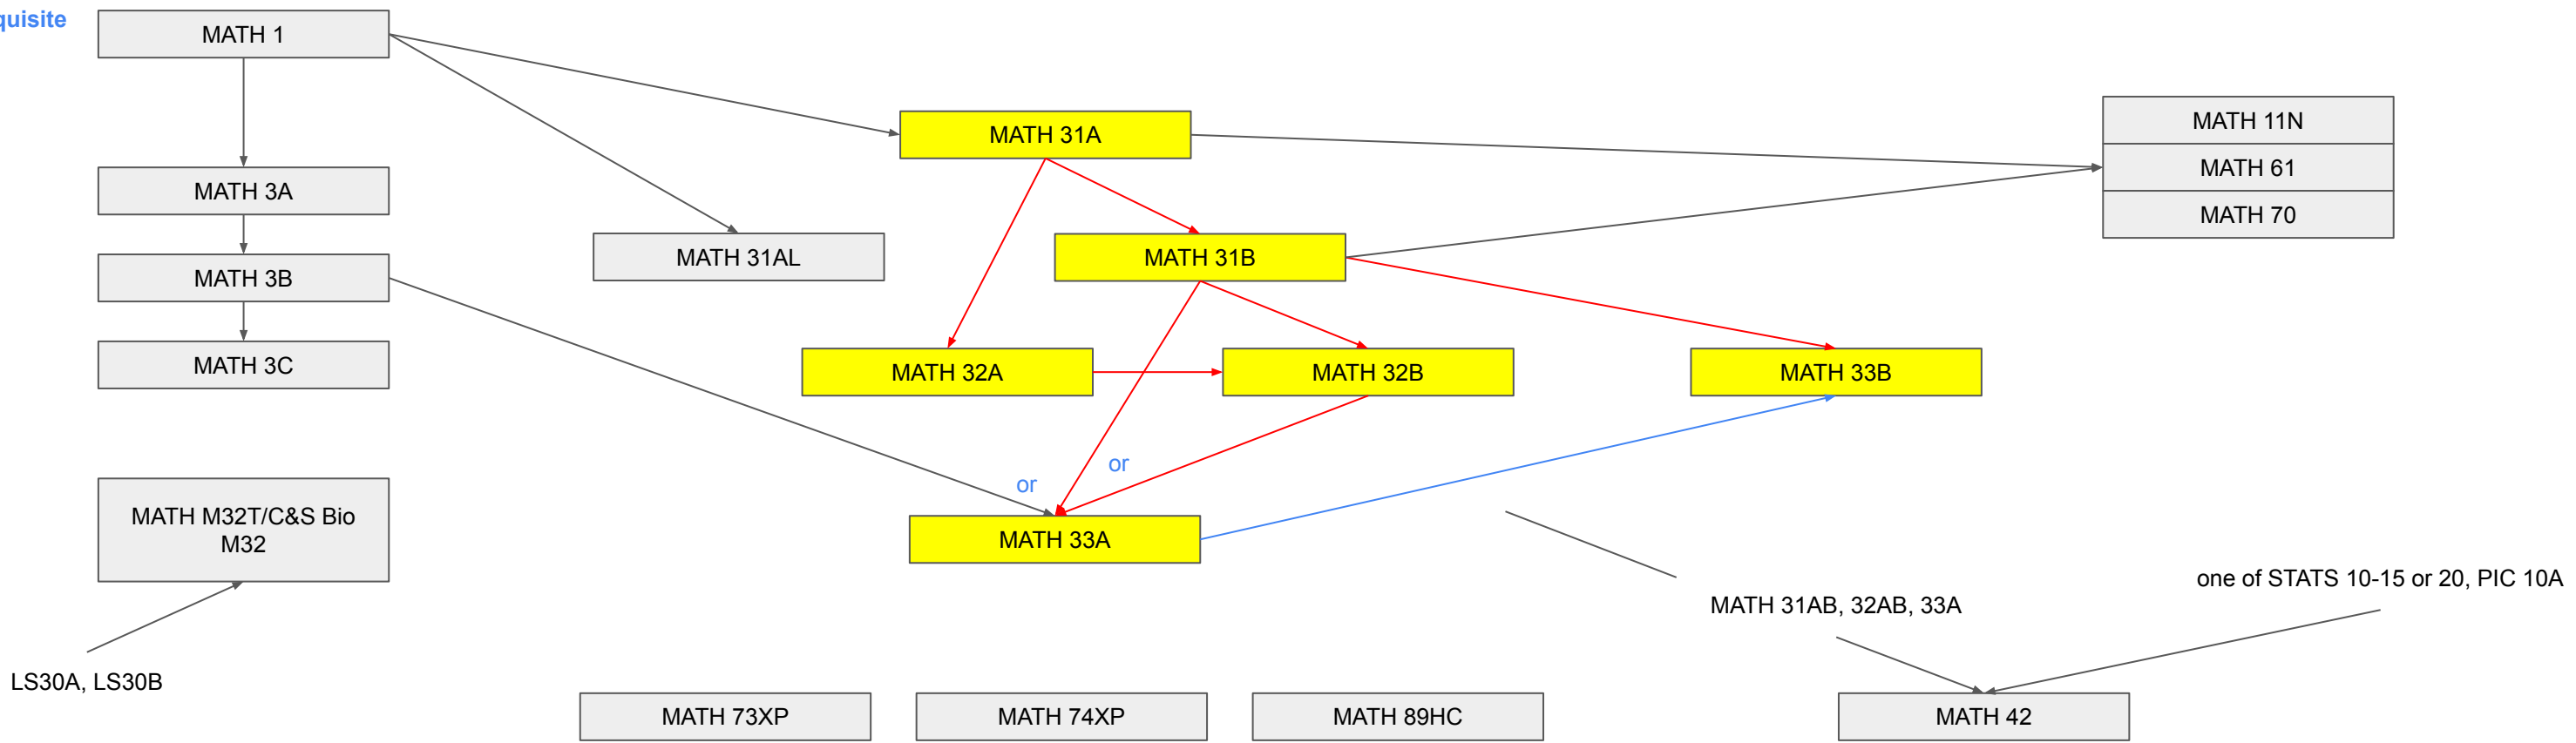 MATH 1
MATH 11N
MATH 31A
MATH 61
MATH 3A
MATH 70
MATH 31AL
MATH 31B
MATH 3B
MATH 3C
MATH 32A
MATH 32B
MATH 33B
or
or
MATH M32T/C&S Bio
M32
MATH 33A
one of STATS 10-15 or 20, PIC 10A
MATH 31AB, 32AB, 33A
LS30A, LS30B
MATH 73XP
MATH 74XP
MATH 89HC
MATH 42